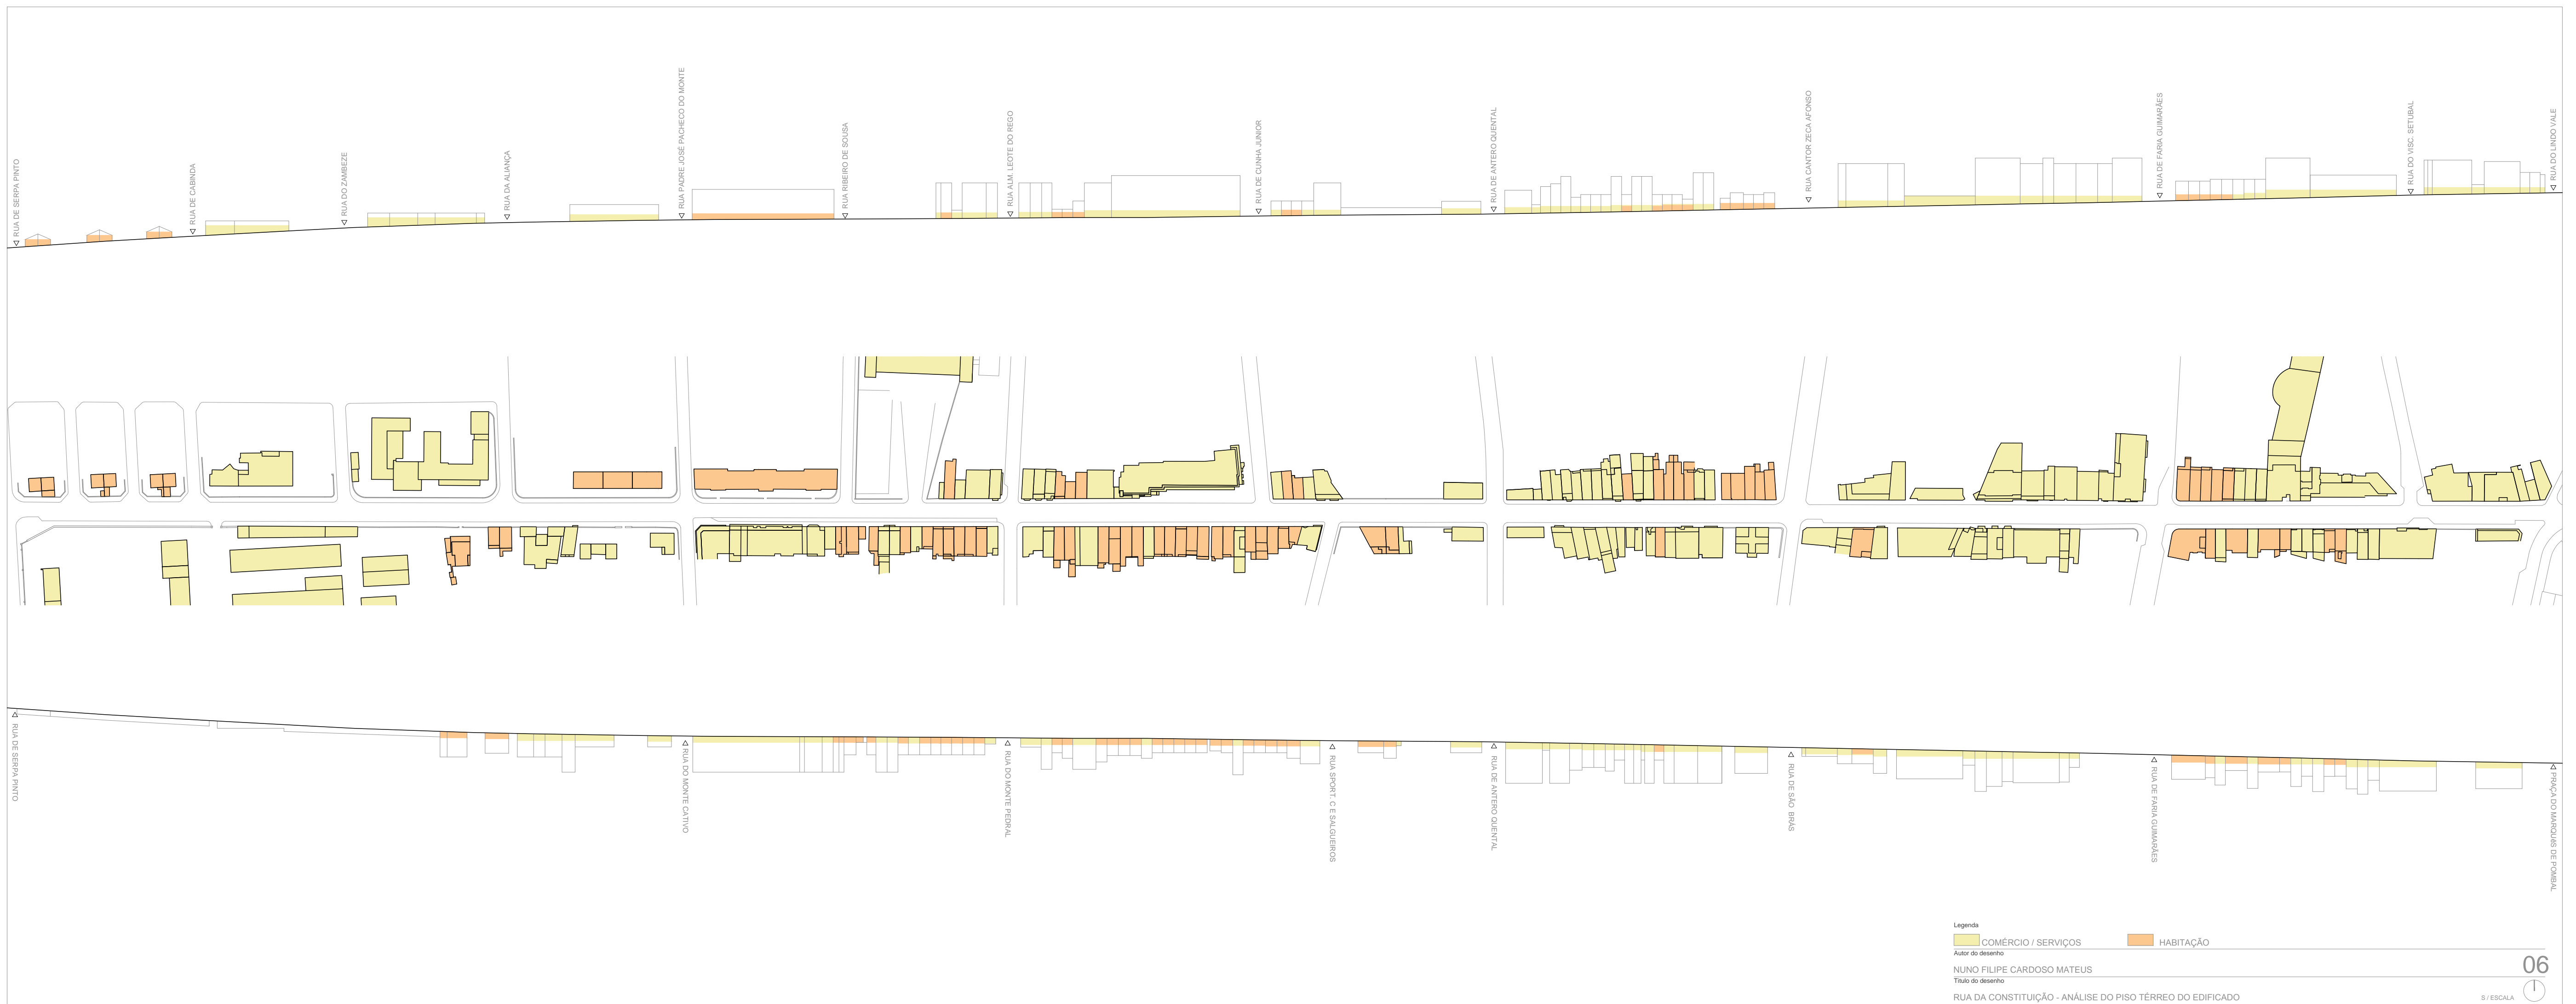 RUA DE SERPA PINTO
RUA DE CABINDA
RUA DO ZAMBEZE
RUA DA ALIANÇA
RUA PADRE JOSÉ PACHECO DO MONTE
RUA RIBEIRO DE SOUSA
RUA ALM. LEOTE DO REGO
RUA DE CUNHA JUNIOR
RUA DE ANTERO QUENTAL
RUA CANTOR ZECA AFONSO
RUA DE FARIA GUIMARÃES
RUA DO VISC. SETUBAL
RUA DO LINDO VALE
RUA DE SERPA PINTO
RUA DO MONTE CATIVO
RUA DO MONTE PEDRAL
RUA SPORT. C E SALGUEIROS
RUA DE ANTERO QUENTAL
RUA DE SÃO BRÁS
RUA DE FARIA GUIMARÃES
PRAÇA DO MARQUêS DE POMBAL
Legenda
COMÉRCIO / SERVIÇOS HABITAÇÃO
Autor do desenho
NUNO FILIPE CARDOSO MATEUS
06
Título do desenho
RUA DA CONSTITUIÇÃO - ANÁLISE DO PISO TÉRREO DO EDIFICADO
S / ESCALA